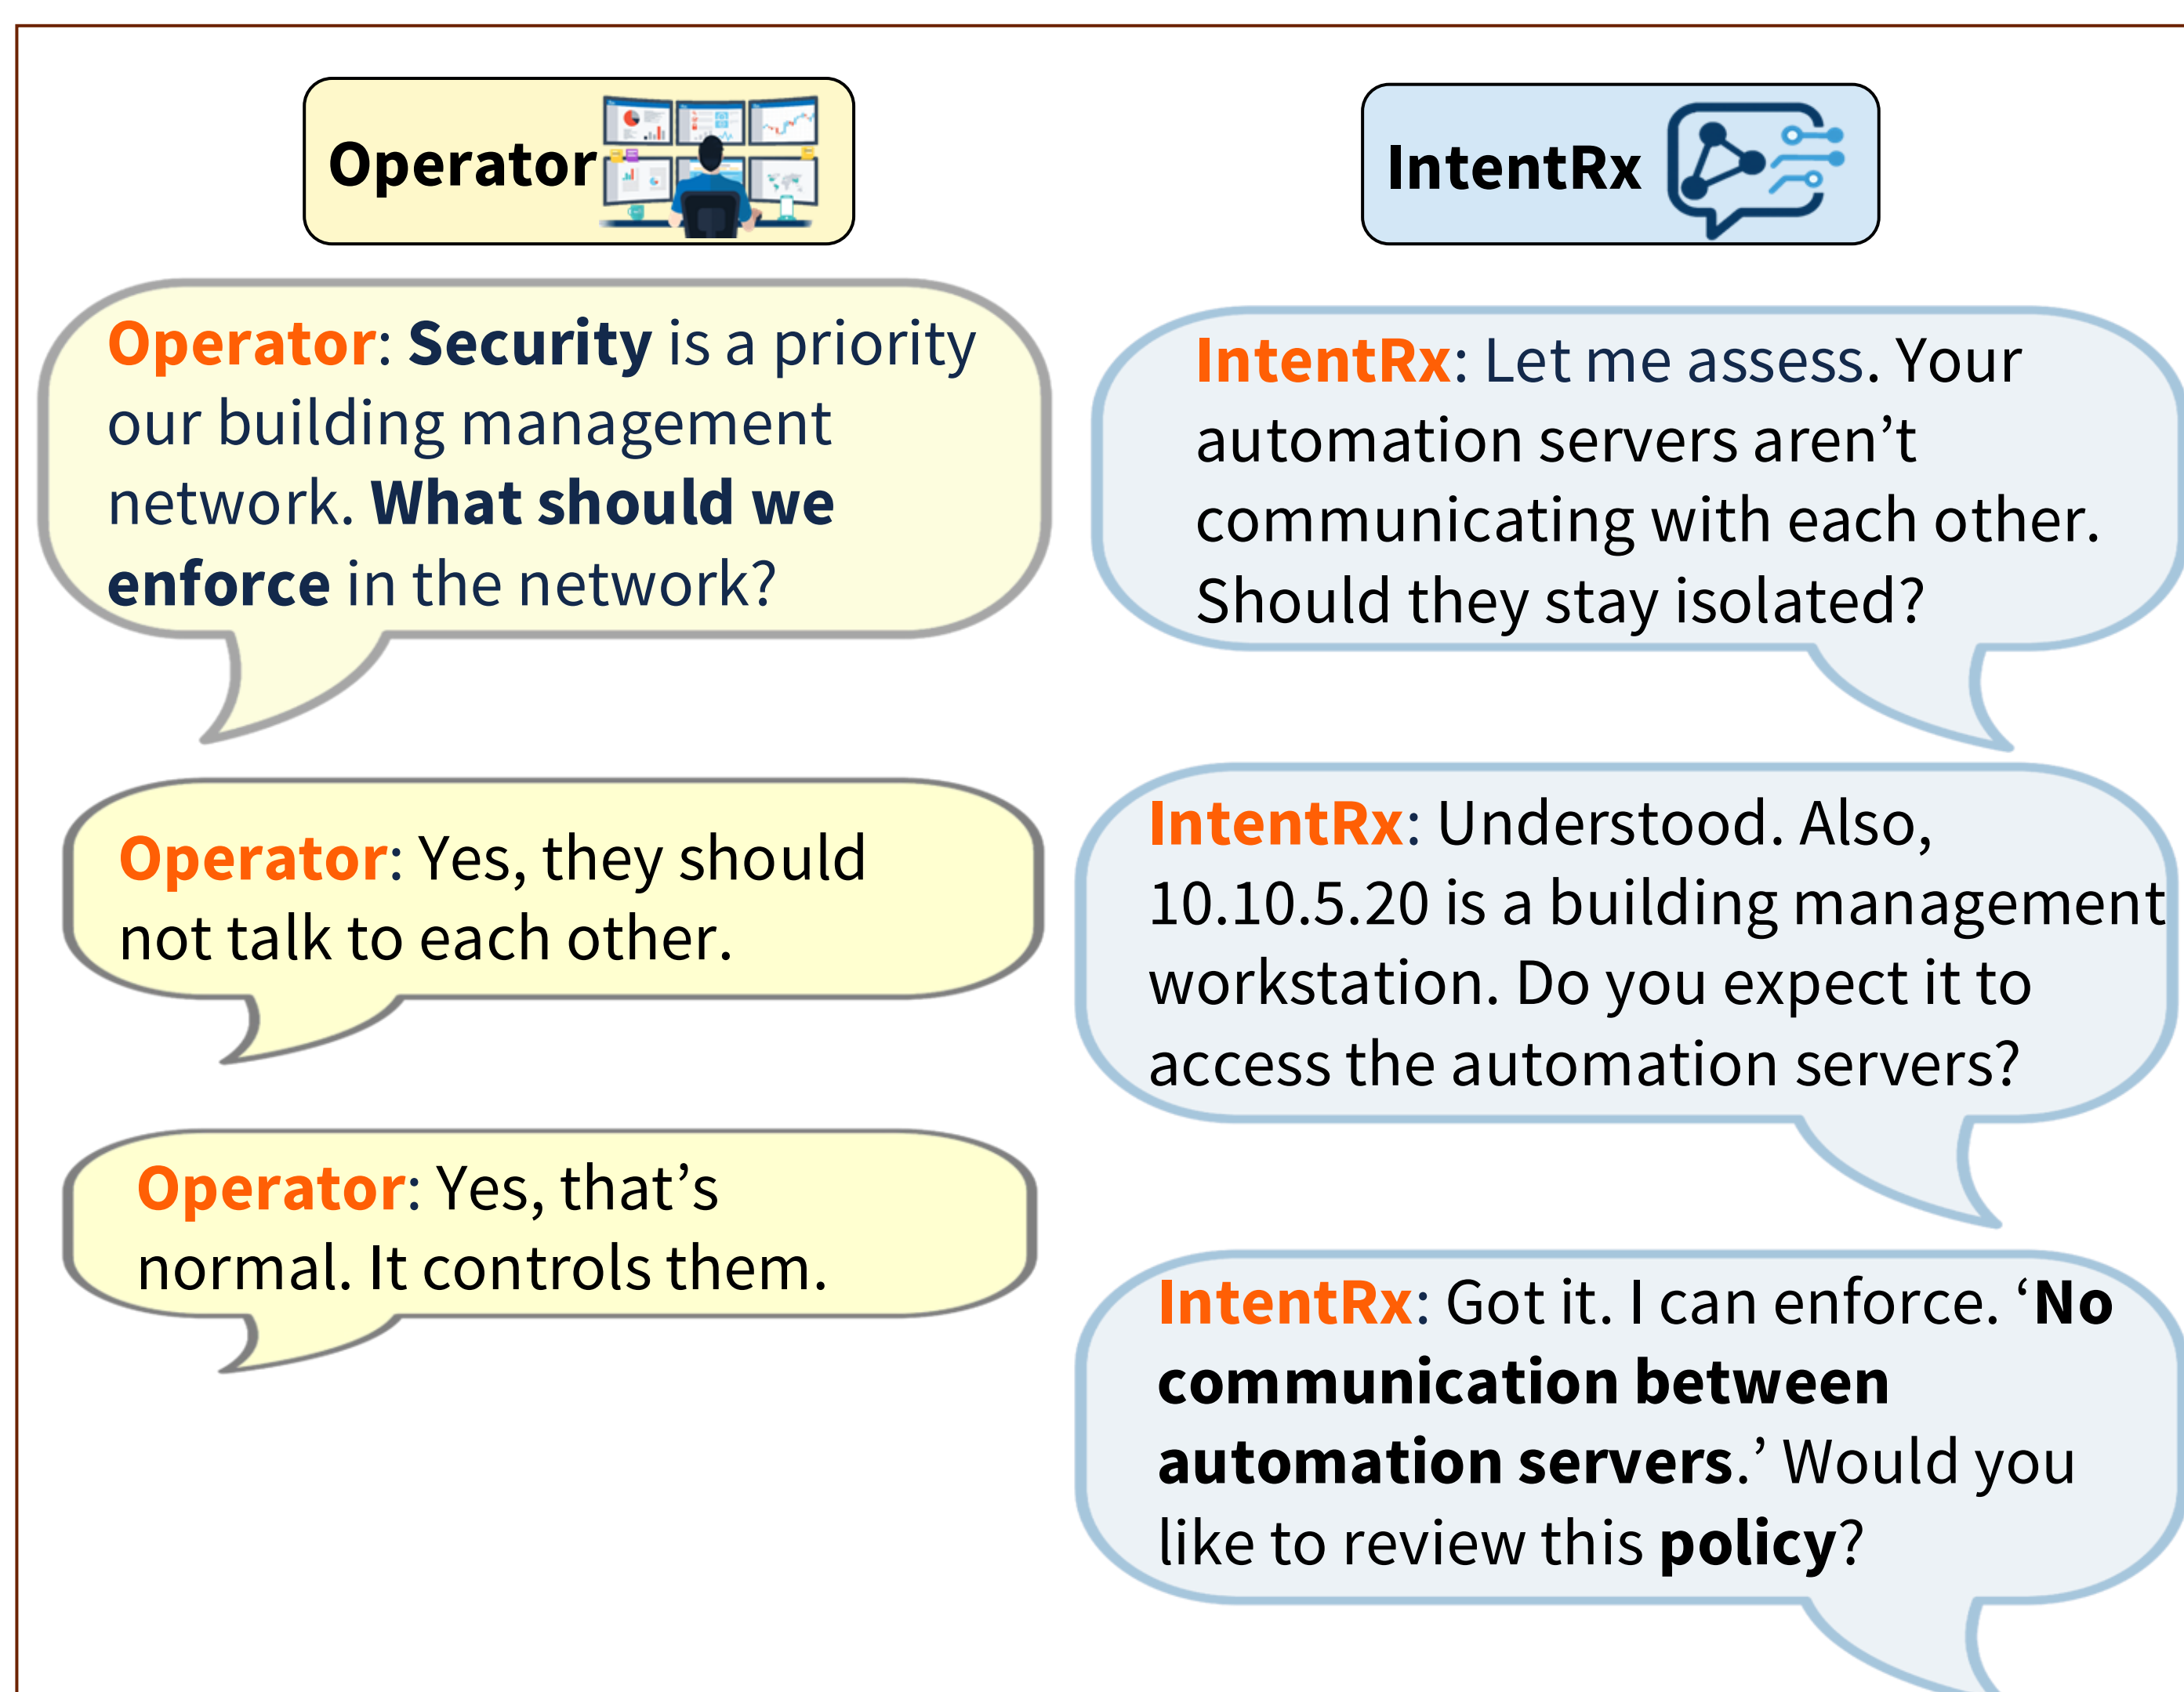 Operator
IntentRx
Operator: Security is a priority
our building management
network. What should we
enforce in the network?
IntentRx: Let me assess. Your
automation servers aren’t
communicating with each other.
Should they stay isolated?
Operator: Yes, they should
not talk to each other.
IntentRx: Understood. Also,
10.10.5.20 is a building management
workstation. Do you expect it to
access the automation servers?
Operator: Yes, that’s
normal. It controls them.
IntentRx: Got it. I can enforce. ‘No
communication between
automation servers.’ Would you
like to review this policy?